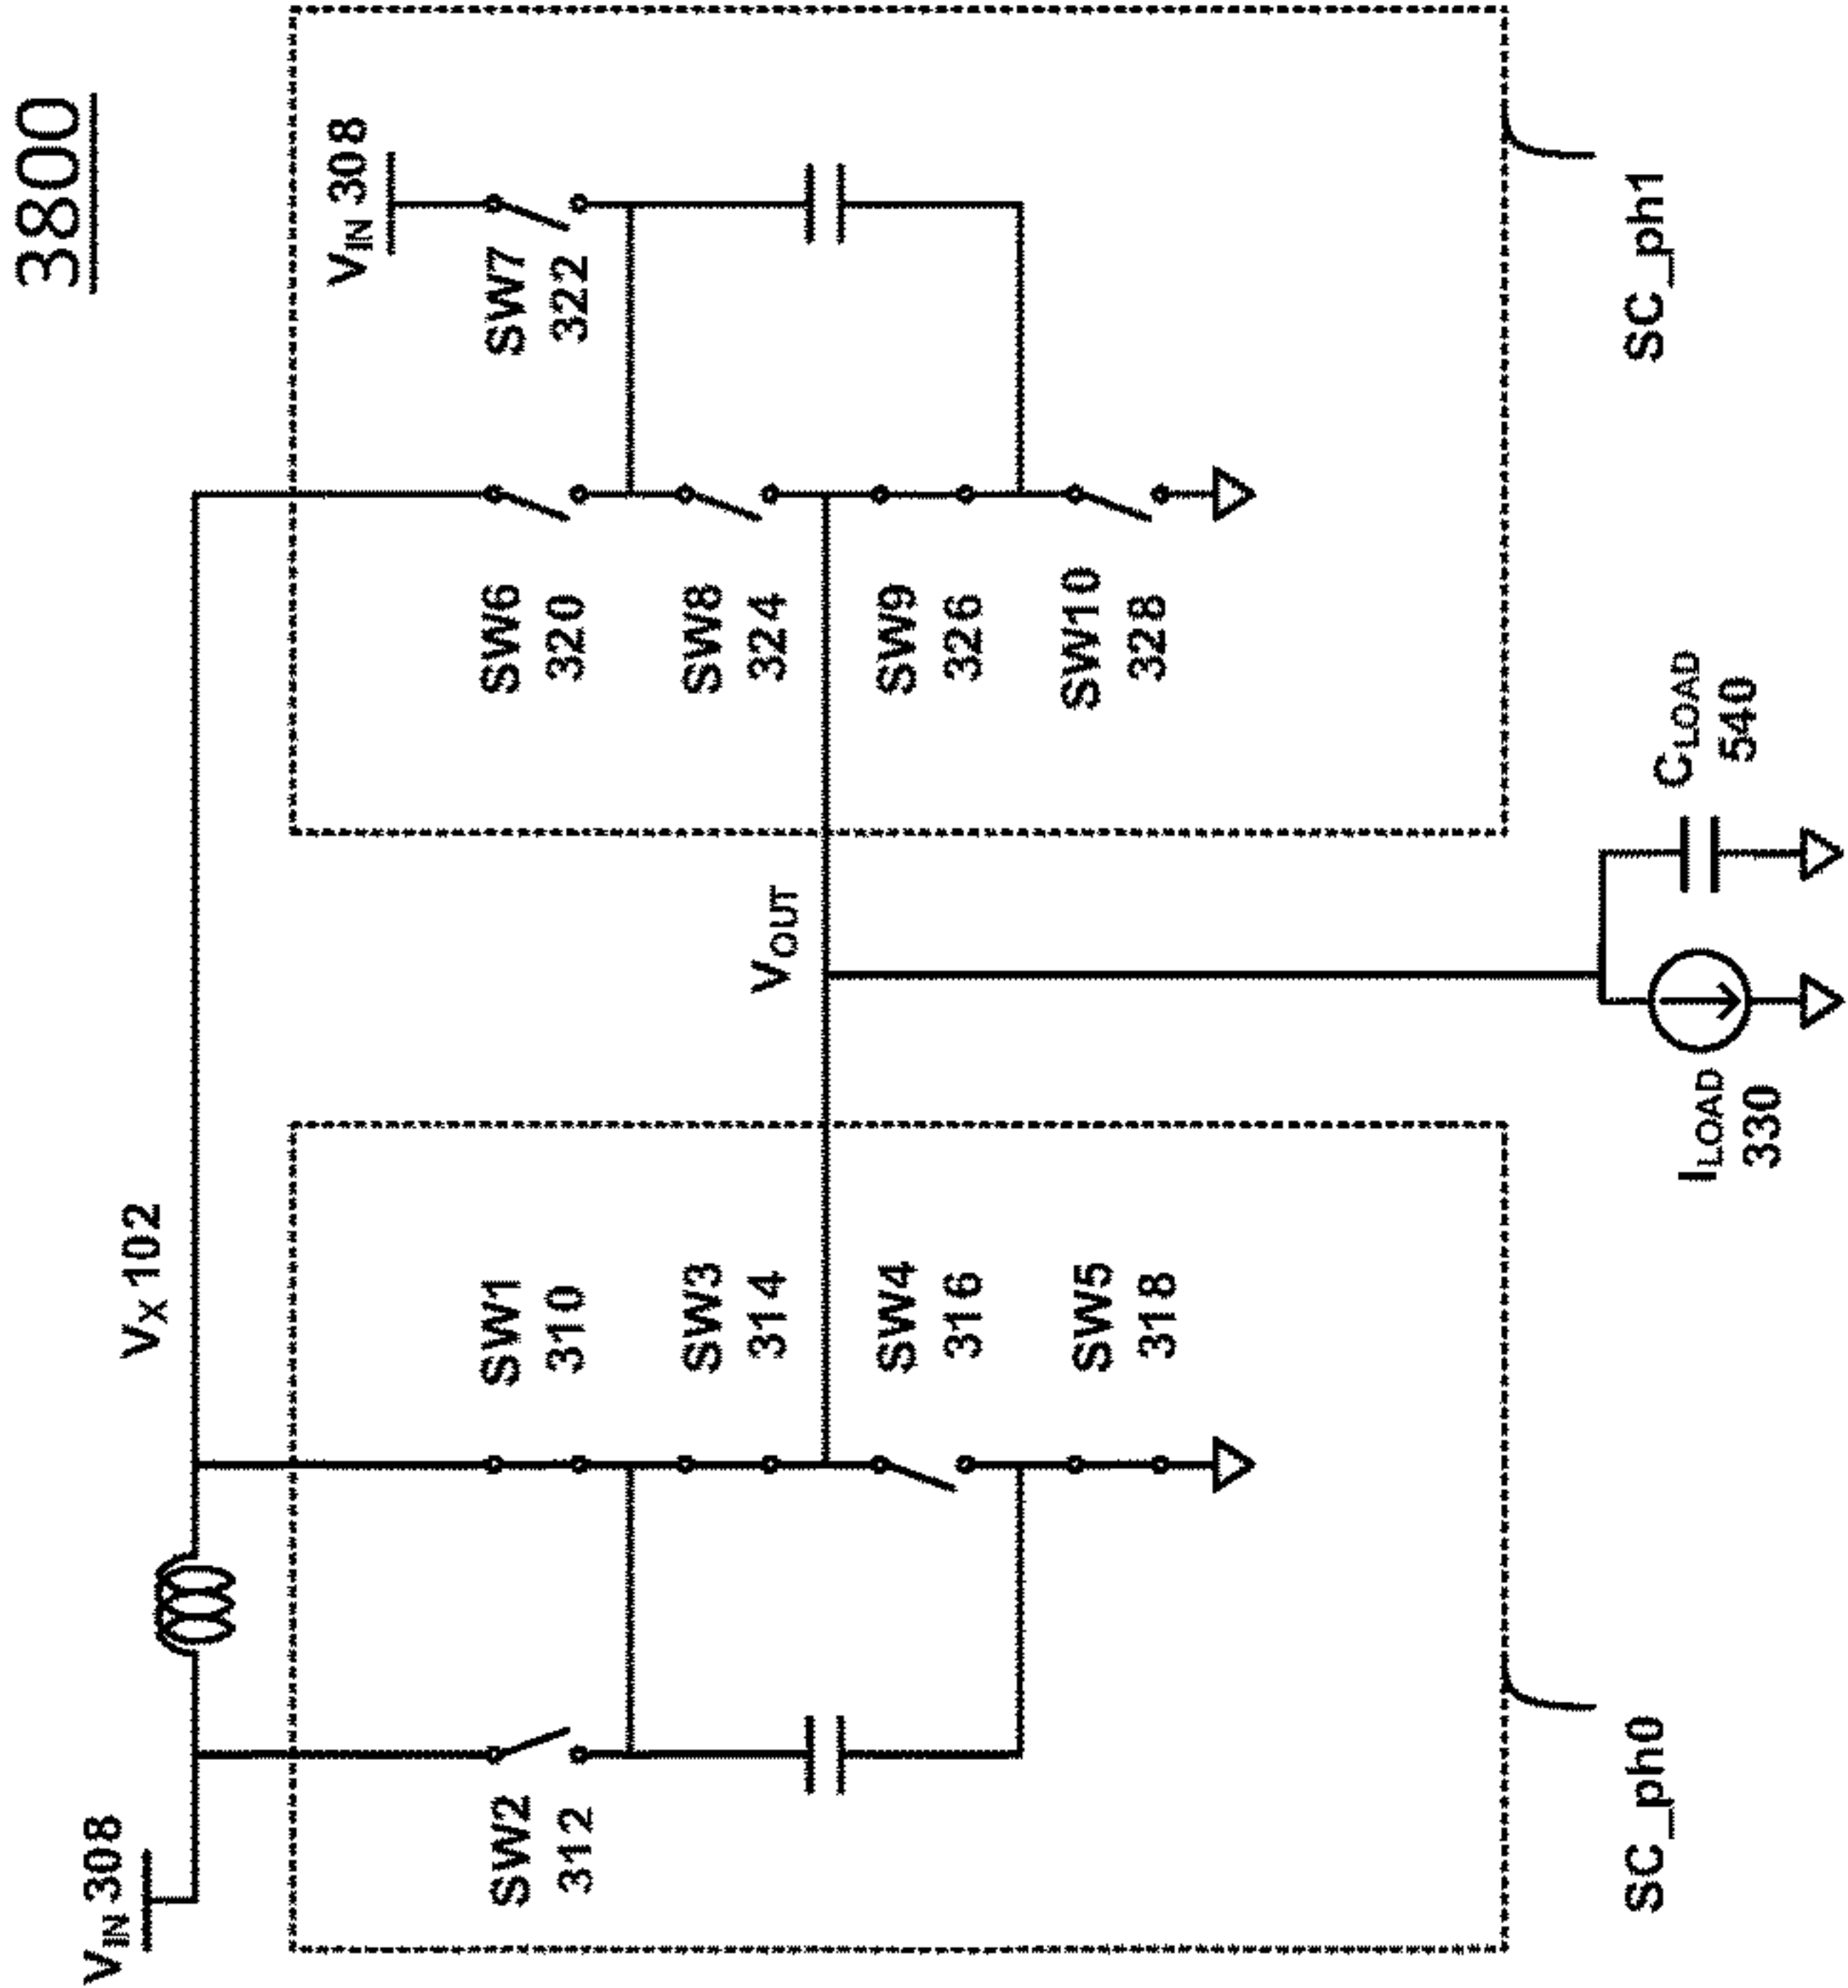 3800
V_IN 308
V_X 102
V_IN 308
SW2
312
SW1
310
SW6
320
SW7
322
SW3
314
SW8
324
V_OUT
SW4
316
SW9
326
SW5
318
SW10
328
SC_ph0
I_LOAD
330
C_LOAD
540
SC_ph1